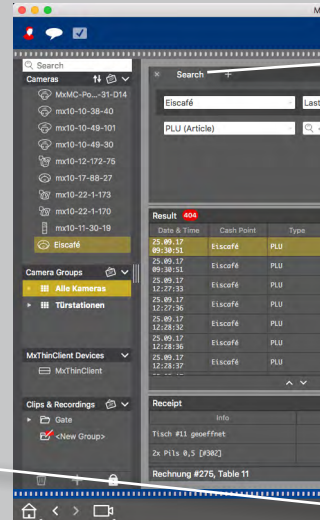 M
Search
Cameras
MxMC-Po...-31-D14
mx10-10-38-40
mx10-10-49-101
mx10-10-49-30
mx10-12-172-75
mx10-17-88-27
mx10-22-1-173
mx10-22-1-170
mx10-11-30-19
Eiscafé
Camera Groups
Alle Kameras
Türstationen
MxThinClient Devices
MxThinClient
Clips & Recordings
Gate
<New Group>
× Search +
Eiscafé Last
PLU (Article)
Result 404
Date & Time Cash Point Type
25.09.17
09:30:51 Eiscafé PLU
25.09.17
09:30:51 Eiscafé PLU
25.09.17
12:27:33 Eiscafé PLU
25.09.17
12:27:36 Eiscafé PLU
25.09.17
12:28:32 Eiscafé PLU
25.09.17
12:28:36 Eiscafé PLU
25.09.17
12:28:37 Eiscafé PLU
Receipt
Info
Tisch #11 geoeffnet
2x Pils 0,5 [#302]
Rechnung #275, Table 11